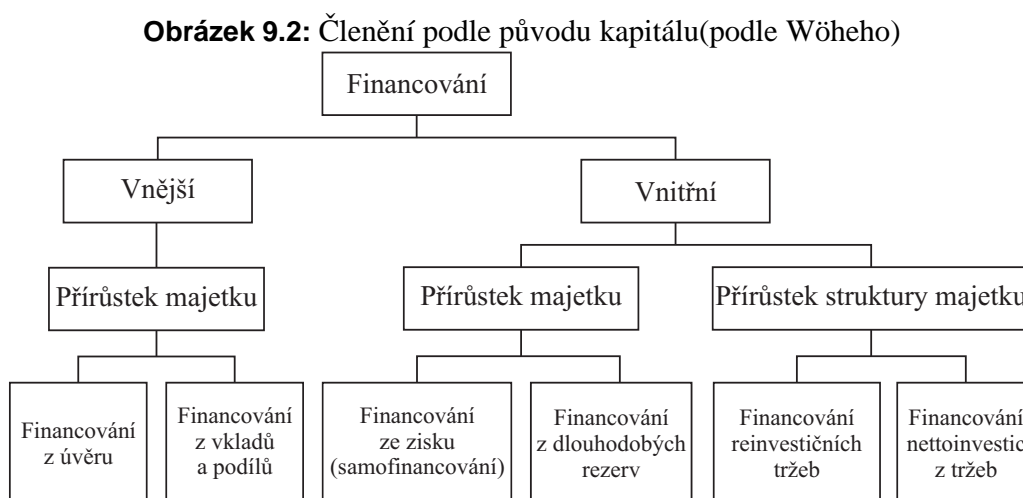 Obrázek 9.2: Členění podle původu kapitálu(podle Wöheho)
Financování
Vnější
Vnitřní
Přírůstek majetku
Přírůstek majetku
Přírůstek struktury majetku
Financování
z úvěru
Financování
z vkladů
a podílů
Financování
ze zisku
(samofinancování)
Financování
z dlouhodobých
rezerv
Financování
reinvestičních
tržeb
Financování
nettoinvestic
z tržeb